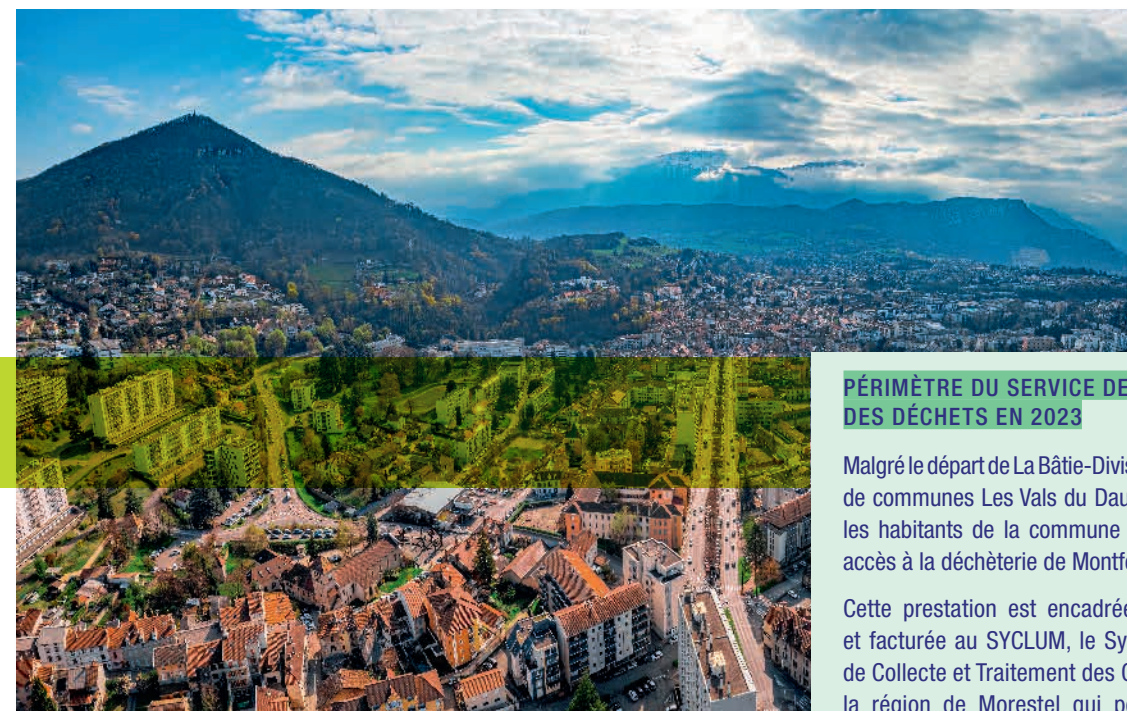 PÉRIMÈTRE DU SERVICE DE
DES DÉCHETS EN 2023
Malgré le départ de La Bâtie-Divis
de communes Les Vals du Dau
les habitants de la commune
accès à la déchèterie de Montf
Cette prestation est encadrée
et facturée au SYCLUM, le Sy
de Collecte et Traitement des
la région de Morestel qui p